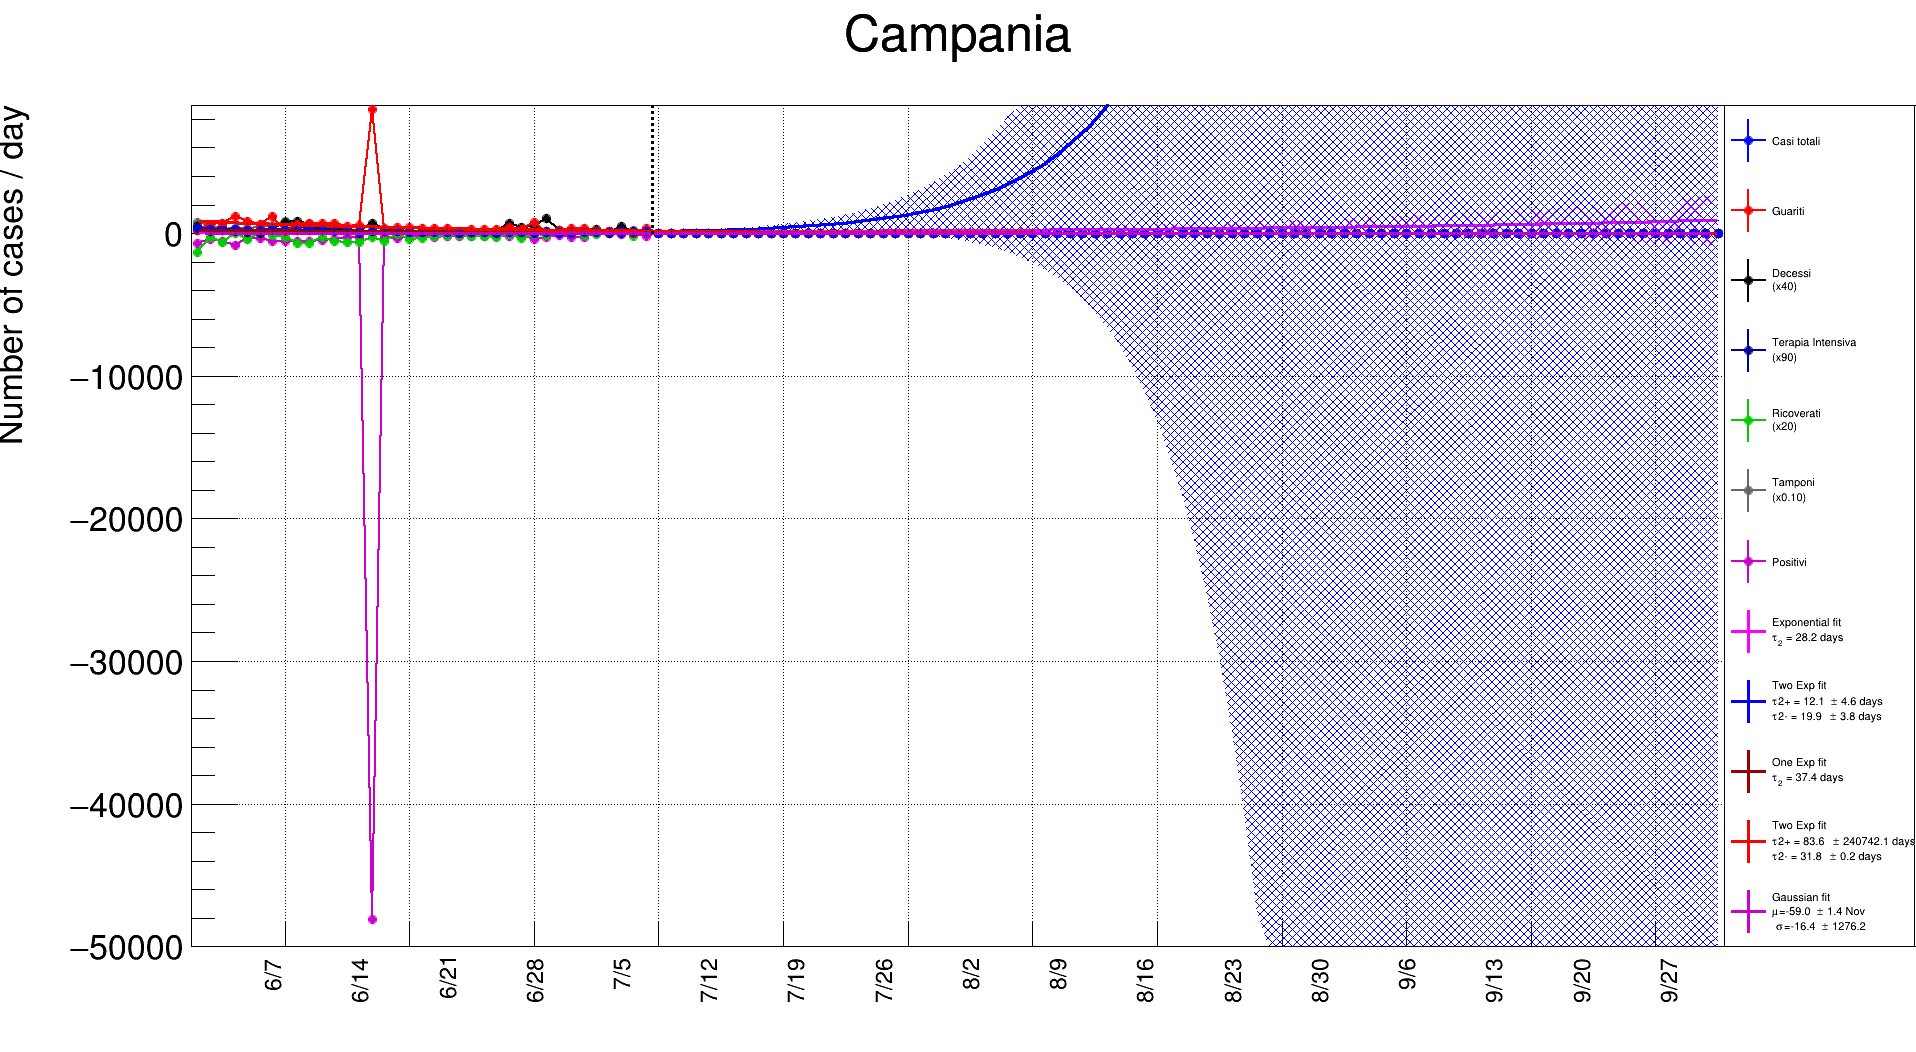 Campania
Number of cases / day
0
−10000
−20000
−30000
−40000
−50000
6/7
6/14
6/21
6/28
7/5
7/12
7/19
7/26
8/2
8/9
8/16
8/23
8/30
9/6
9/13
9/20
9/27
Casi totali
Guariti
Decessi
(x40)
Terapia Intensiva
(x90)
Ricoverati
(x20)
Tamponi
(x0.10)
Positivi
Exponential fit
τ2 = 28.2 days
Two Exp fit
τ2+ = 12.1 ± 4.6 days
τ2- = 19.9 ± 3.8 days
One Exp fit
τ2 = 37.4 days
Two Exp fit
τ2+ = 83.6 ± 240742.1 days
τ2- = 31.8 ± 0.2 days
Gaussian fit
μ=-59.0 ± 1.4 Nov
σ=-16.4 ± 1276.2